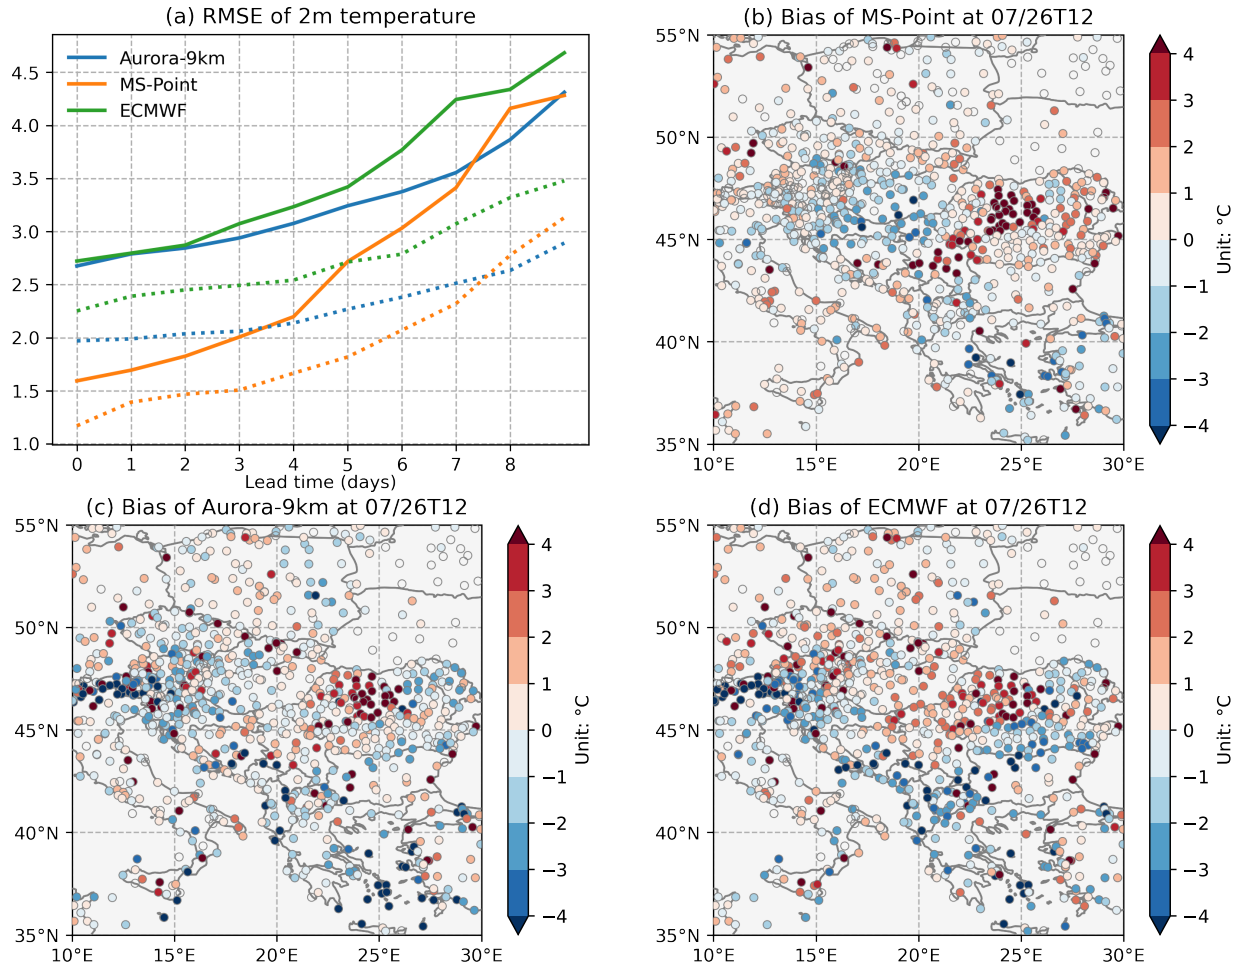 (a) RMSE of 2m temperature
4.5
4.0
3.5
3.0
2.5
2.0
1.5
1.0
Aurora-9km
MS-Point
ECMWF
0 1 2 3 4 5 6 7 8
Lead time (days)
(b) Bias of MS-Point at 07/26T12
55°N
50°N
45°N
40°N
35°N
10°E 15°E 20°E 25°E 30°E
4
3
2
1
0
−1
−2
−3
−4
Unit: °C
(c) Bias of Aurora-9km at 07/26T12
55°N
50°N
45°N
40°N
35°N
10°E 15°E 20°E 25°E 30°E
4
3
2
1
0
−1
−2
−3
−4
Unit: °C
(d) Bias of ECMWF at 07/26T12
55°N
50°N
45°N
40°N
35°N
10°E 15°E 20°E 25°E 30°E
4
3
2
1
0
−1
−2
−3
−4
Unit: °C